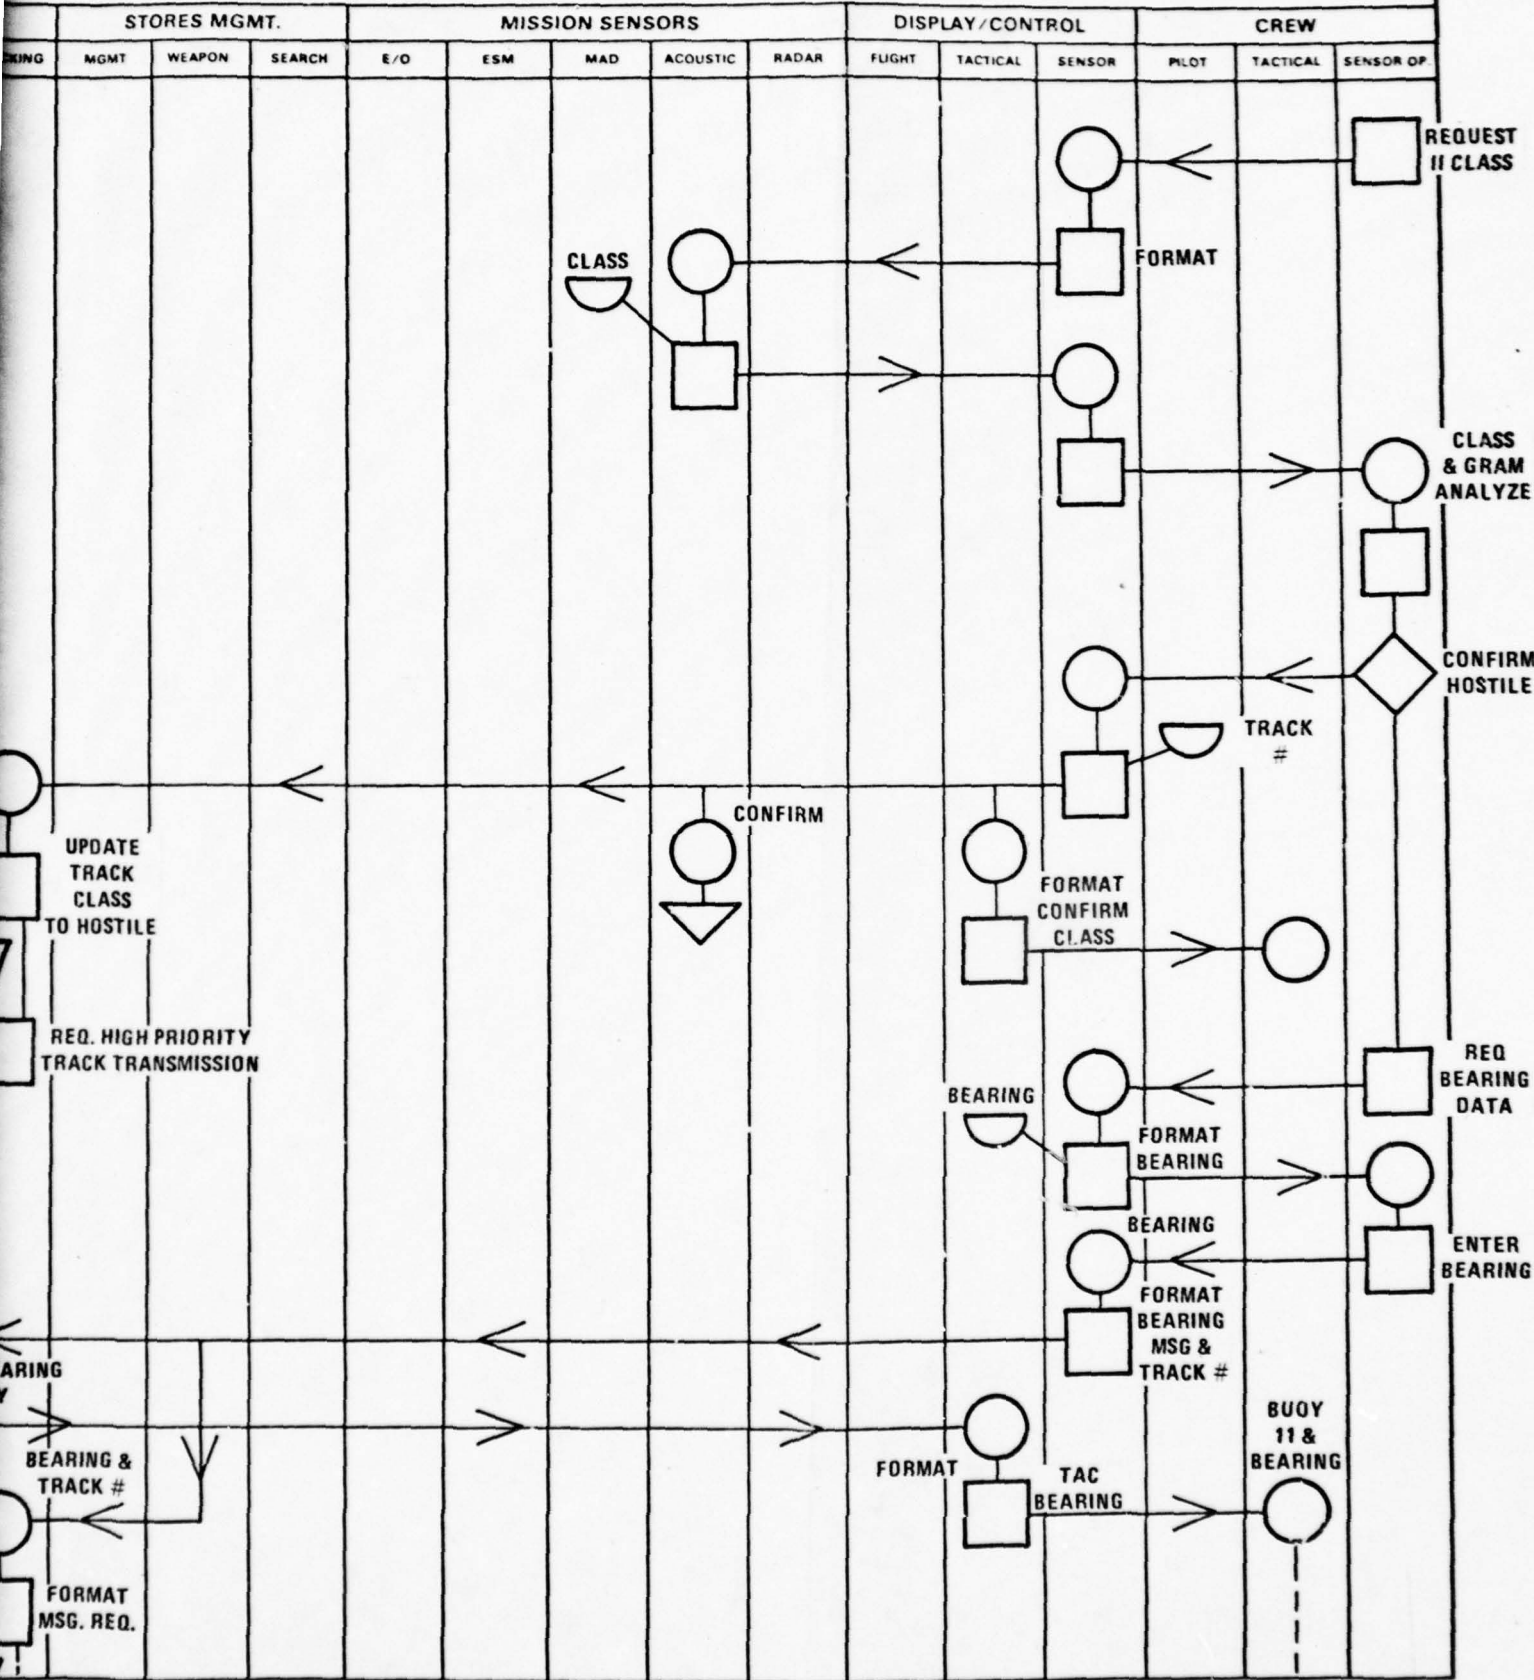 STORES MGMT.
MISSION SENSORS
DISPLAY/CONTROL
CREW
KING
MGMT
WEAPON
SEARCH
E/O
ESM
MAD
ACOUSTIC
RADAR
FLIGHT
TACTICAL
SENSOR
PILOT
TACTICAL
SENSOR OP.
REQUEST
11 CLASS
FORMAT
CLASS
CLASS
& GRAM
ANALYZE
CONFIRM
HOSTILE
TRACK
#
CONFIRM
UPDATE
TRACK
CLASS
TO HOSTILE
FORMAT
CONFIRM
CLASS
REQ. HIGH PRIORITY
TRACK TRANSMISSION
REQ
BEARING
DATA
BEARING
FORMAT
BEARING
BEARING
ENTER
BEARING
FORMAT
BEARING
MSG &
TRACK #
ARING
Y
BEARING &
TRACK #
BUOY
11 &
BEARING
FORMAT
TAC
BEARING
FORMAT
MSG. REQ.